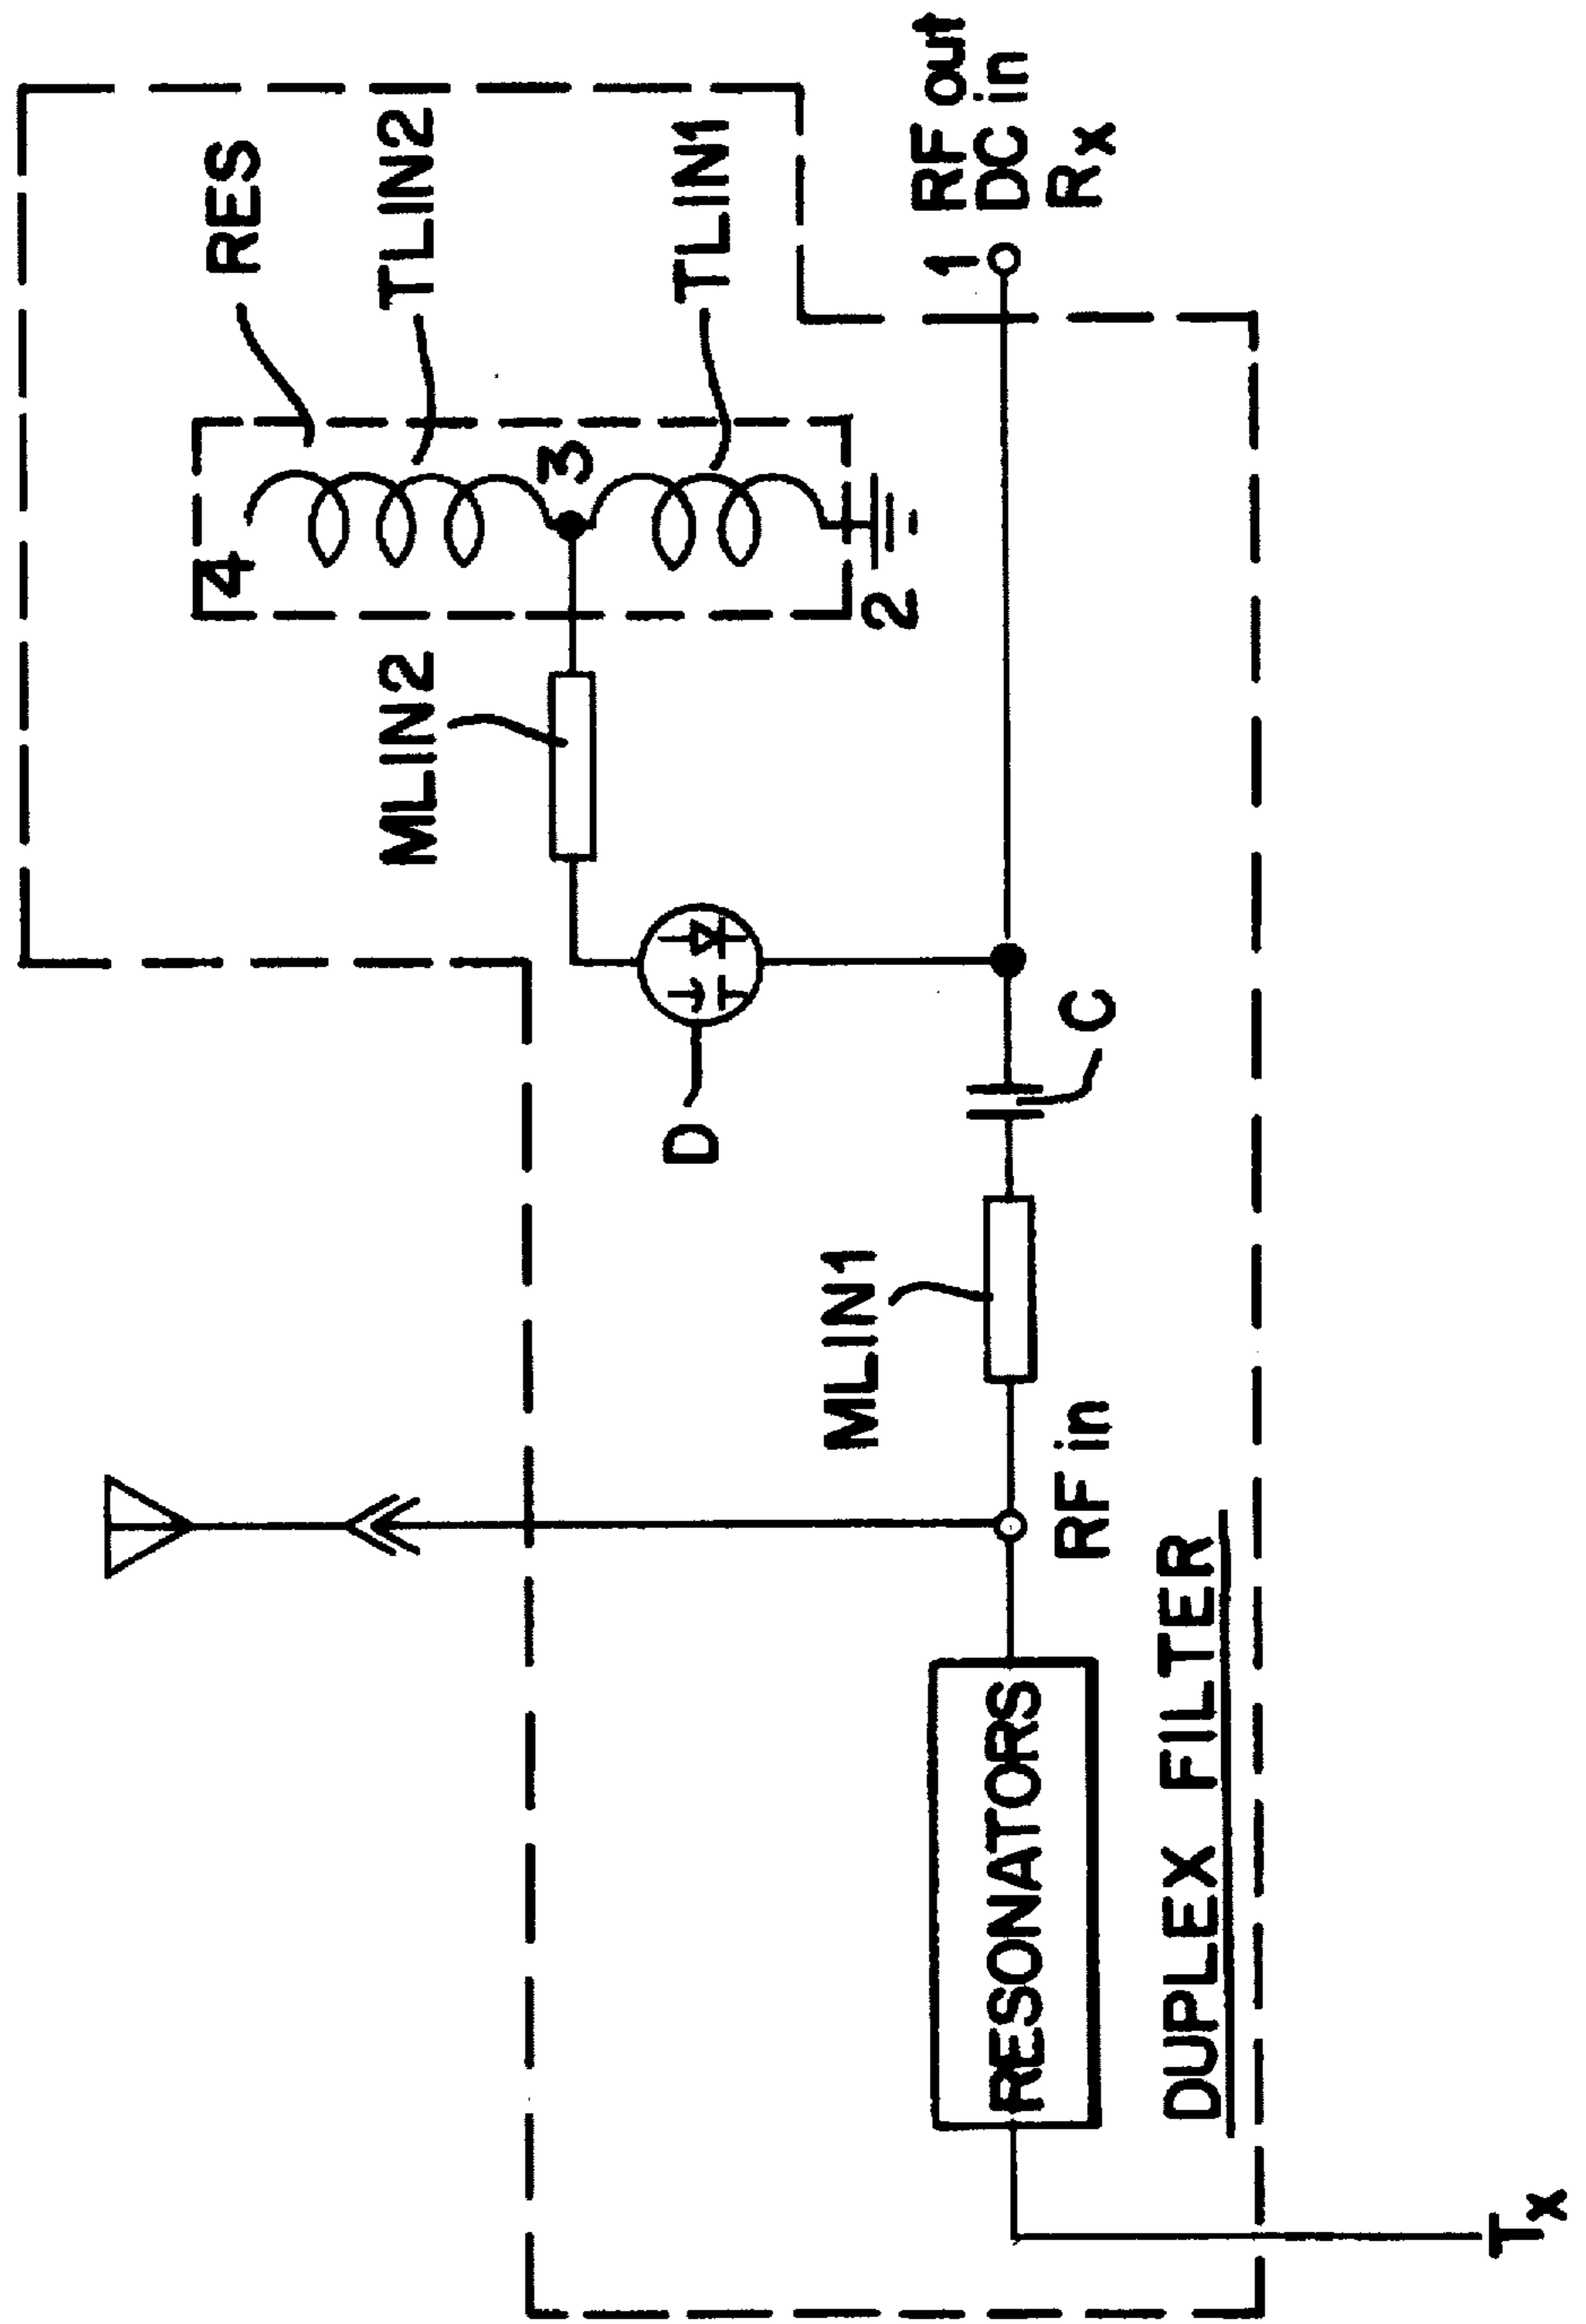 RES
TLIN2
TLIN1
4
3
2
MLIN2
D
C
MLIN1
1
RF out
DC in
Rx
RF in
RESONATORS
DUPLEX FILTER
Tx